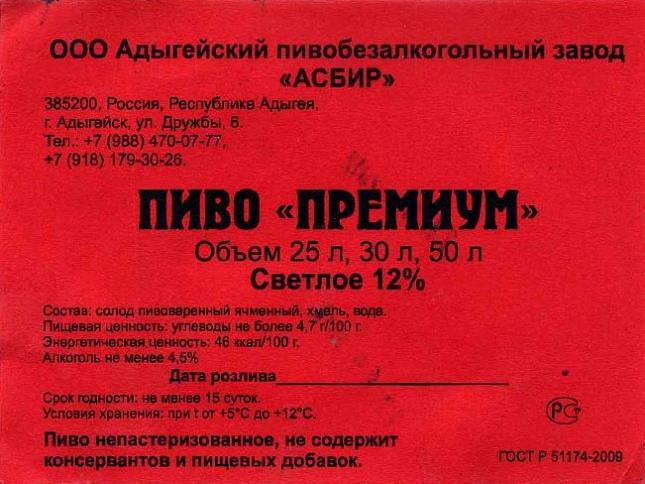 ООО Адыгейский пивобезалкогольный завод
«АСБИР»
385200, Россия, Республика Адыгея,
г. Адыгейск, ул. Дружбы, 6.
Тел.: +7 (988) 470-07-77,
+7 (918) 179-30-26.
ПИВО «ПРЕМИУМ»
Объем 25 л, 30 л, 50 л
Светлое 12%
Состав: солод пивоваренный ячменный, хмель, вода.
Пищевая ценность: углеводы не более 4,7 г/100 г.
Энергетическая ценность: 46 ккал/100 г.
Алкоголь не менее 4,5%
Дата розлива
Срок годности: не менее 15 суток.
Условия хранения: при t от +5°С до +12°С.
Пиво непастеризованное, не содержит
консервантов и пищевых добавок.
РСТ
ГОСТ Р 51174-2009